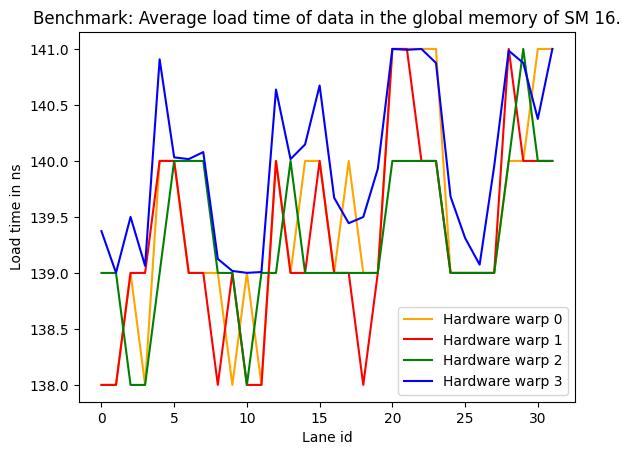 Benchmark: Average load time of data in the global memory of SM 16.
141.0
140.5
140.0
139.5
139.0
138.5
138.0
Load time in ns
Hardware warp 0
Hardware warp 1
Hardware warp 2
Hardware warp 3
0 5 10 15 20 25 30
Lane id